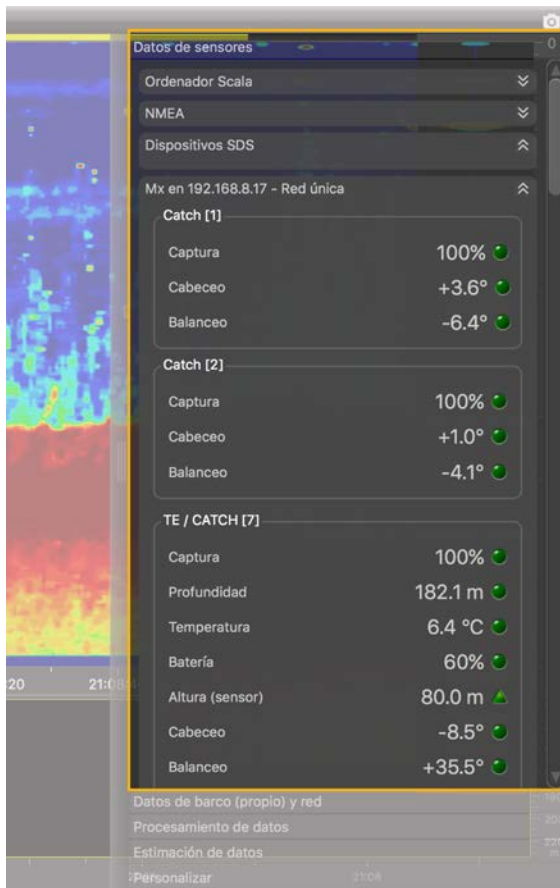 0
Datos de sensores
Ordenador Scala
NMEA
Dispositivos SDS
Mx en 192.168.8.17 - Red única
Catch [1]
Captura 100%
Cabeceo +3.6°
Balanceo -6.4°
Catch [2]
Captura 100%
Cabeceo +1.0°
Balanceo -4.1°
TE / CATCH [7]
Captura 100%
Profundidad 182.1 m
Temperatura 6.4 °C
Batería 60%
Altura (sensor) 80.0 m
Cabeceo -8.5°
Balanceo +35.5°
:20 21:08
Datos de barco (propio) y red
Procesamiento de datos
Estimación de datos
Personalizar
21:08